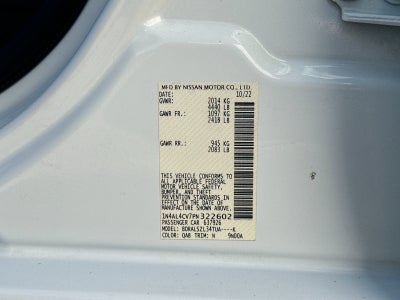 MFD BY NISSAN MOTOR CO., LTD.
DATE: 10/22
GVWR: 2014 KG
4440 LB
GAWR FR.: 1097 KG
2418 LB
GAWR RR.: 945 KG
2083 LB
THIS VEHICLE CONFORMS TO
ALL APPLICABLE FEDERAL
MOTOR VEHICLE SAFETY,
BUMPER, AND THEFT
PREVENTION STANDARDS
IN EFFECT ON THE DATE OF
MANUFACTURE SHOWN ABOVE.
1N4AL4CV7PN322602
PASSENGER CAR 637926
MODEL: BDRALSZL34TUA----K
COLOR: QAB TRIM: N 9W00A